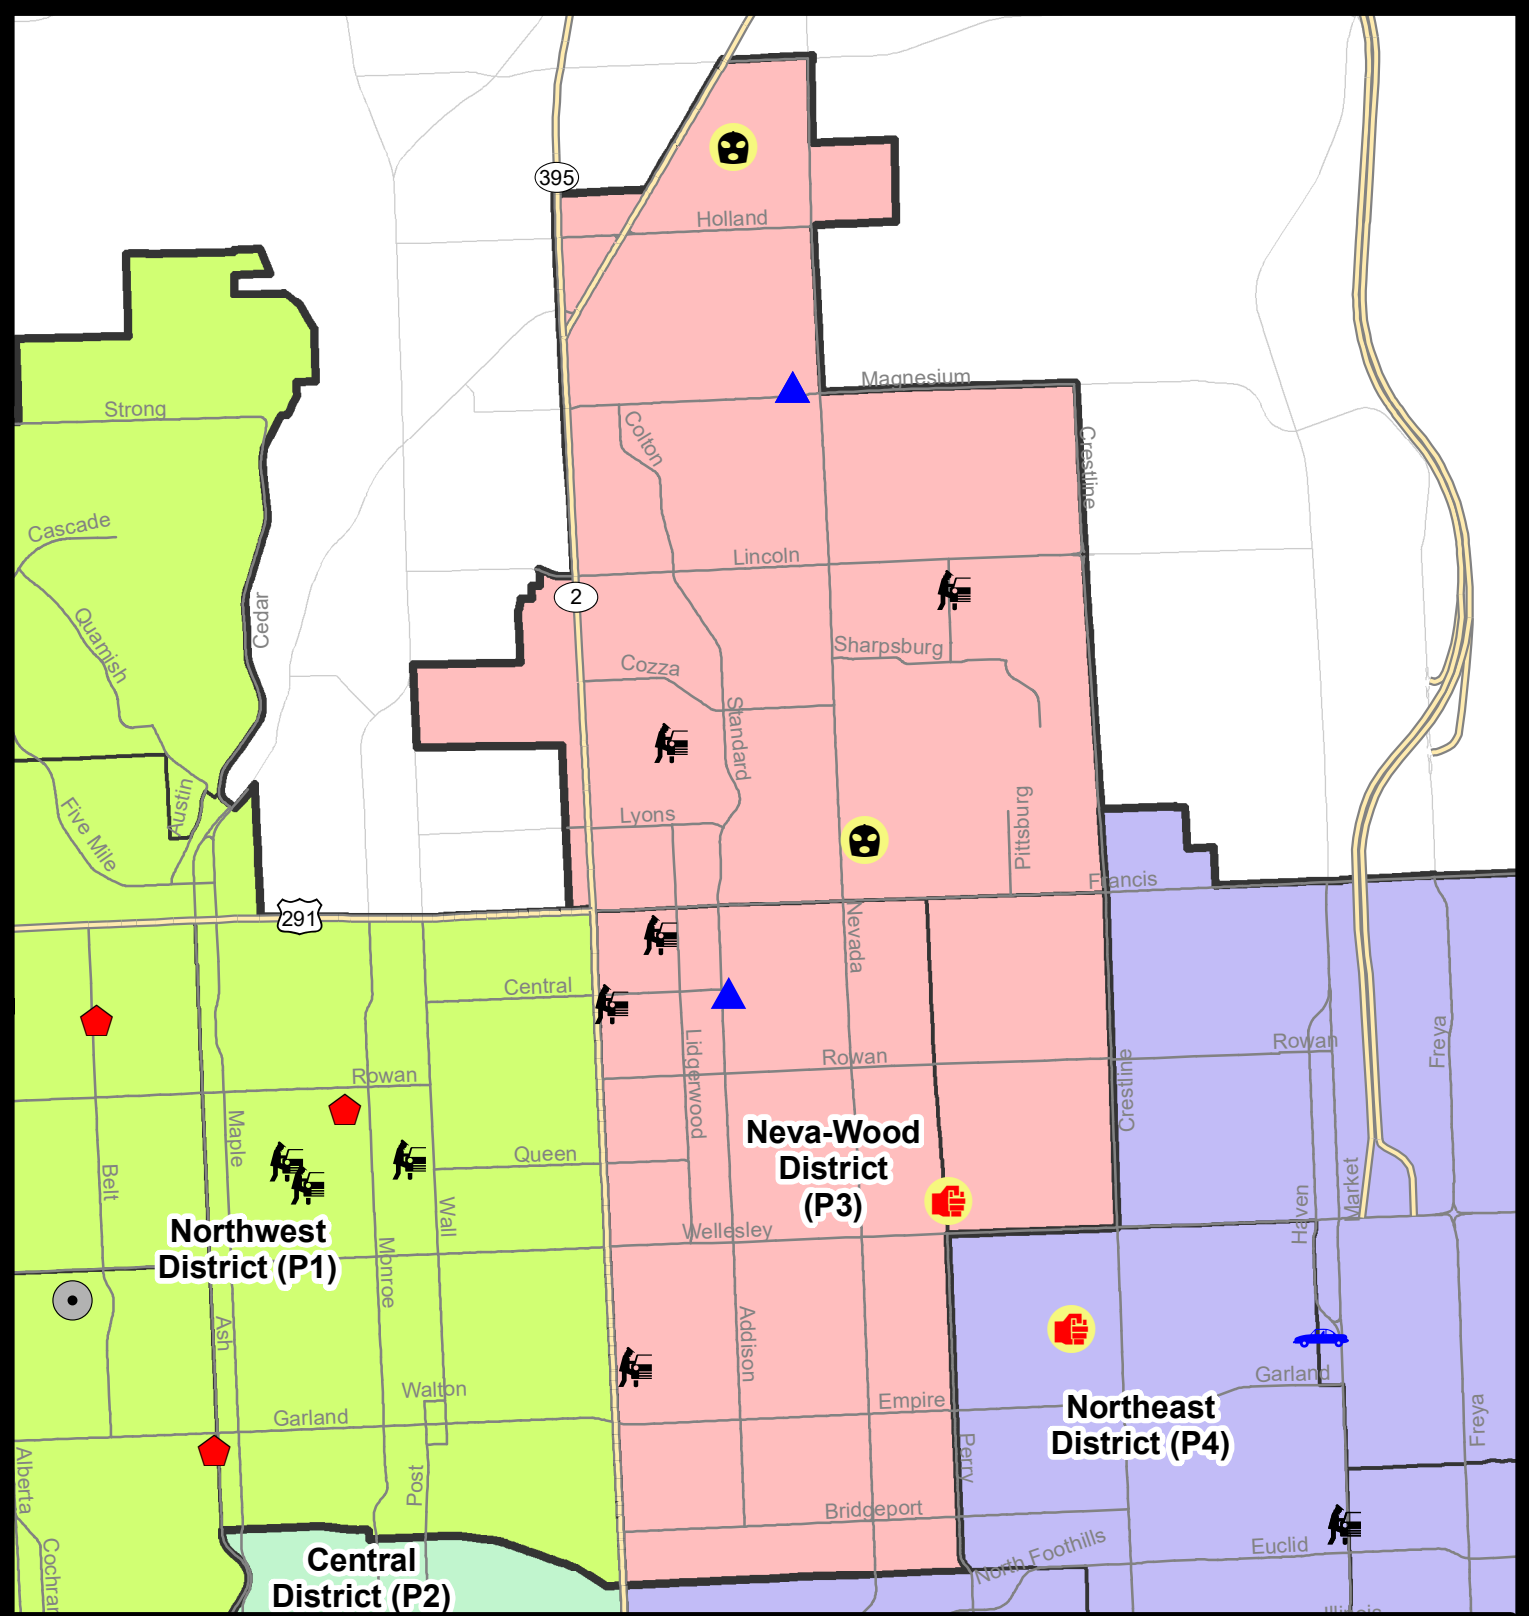 395
Holland
Magnesium
Strong
Colton
Crestline
Cascade
Lincoln
2
Quamish
Cedar
Sharpsburg
Cozza
Standard
Five Mile
Austin
Lyons
Pittsburg
Francis
291
Nevada
Central
Lidgerwood
Rowan
Rowan
Freya
Rowan
Crestline
Maple
Neva-Wood
District
(P3)
Queen
Belt
Wall
Market
Haven
Northwest
District (P1)
Monroe
Wellesley
Ash
Addison
Walton
Garland
Empire
Garland
Northeast
District (P4)
Freya
Alberta
Post
Perry
Bridgeport
North Foothills
Euclid
Central
District (P2)
Cochran